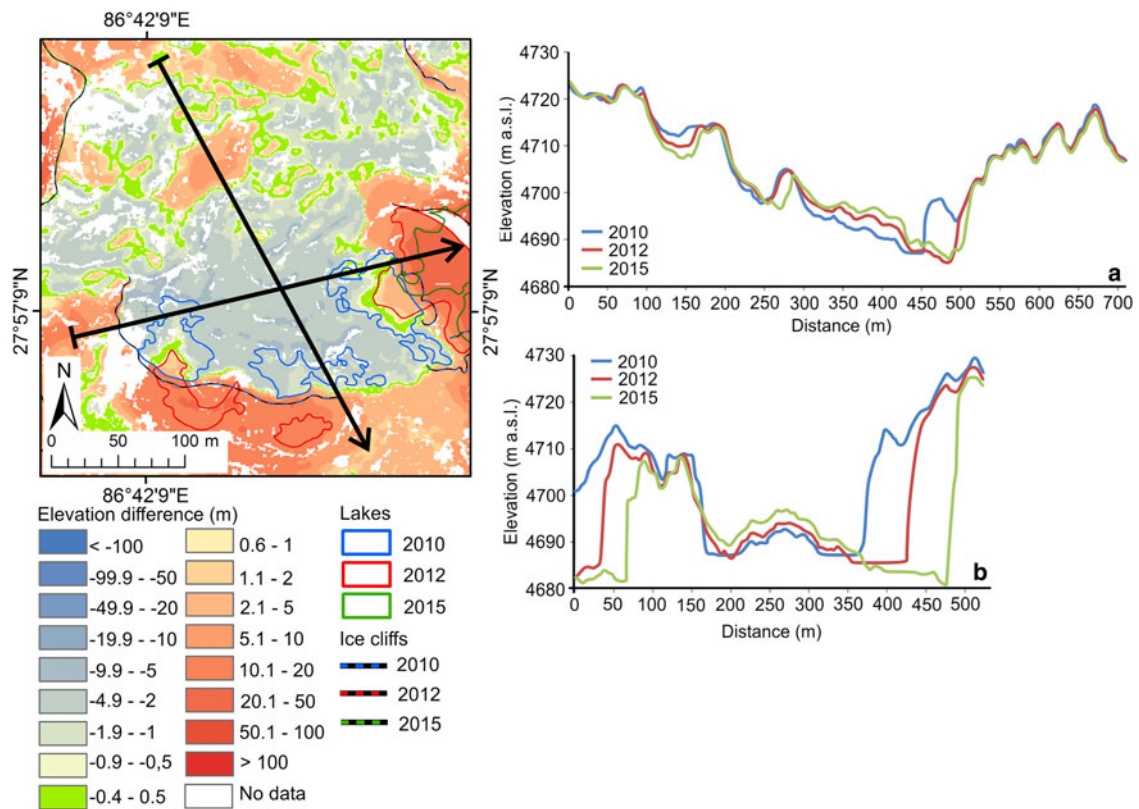 86°42'9"E
27°57'9"N
27°57'9"N
N
0 50 100 m
86°42'9"E
Elevation difference (m)
< -100
-99.9 - -50
-49.9 - -20
-19.9 - -10
-9.9 - -5
-4.9 - -2
-1.9 - -1
-0.9 - -0,5
-0.4 - 0.5
0.6 - 1
1.1 - 2
2.1 - 5
5.1 - 10
10.1 - 20
20.1 - 50
50.1 - 100
> 100
No data
Lakes
2010
2012
2015
Ice cliffs
2010
2012
2015
Elevation (m a.s.l.)
4730
4720
4710
4700
4690
4680
2010
2012
2015
a
0 50 100 150 200 250 300 350 400 450 500 550 600 650 700
Distance (m)
Elevation (m a.s.l.)
4730
4720
4710
4700
4690
4680
2010
2012
2015
b
0 50 100 150 200 250 300 350 400 450 500
Distance (m)